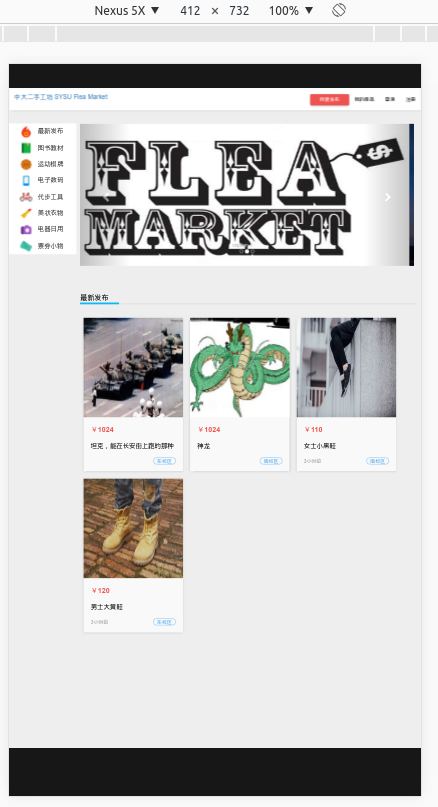 Nexus 5X ▼ 412 × 732 100% ▼
中大二手工坊 SYSU Flea Market
我要发布 我的商品 登录 注册
最新发布
图书教材
运动棋牌
电子数码
代步工具
美妆衣物
电器日用
票券小物
FLEA
$
MARKET
最新发布
￥1024
坦克，能在长安街上跑的那种
东校区
￥1024
神龙
南校区
￥110
女士小黑鞋
3小时前
南校区
￥120
男士大黄鞋
3小时前
东校区